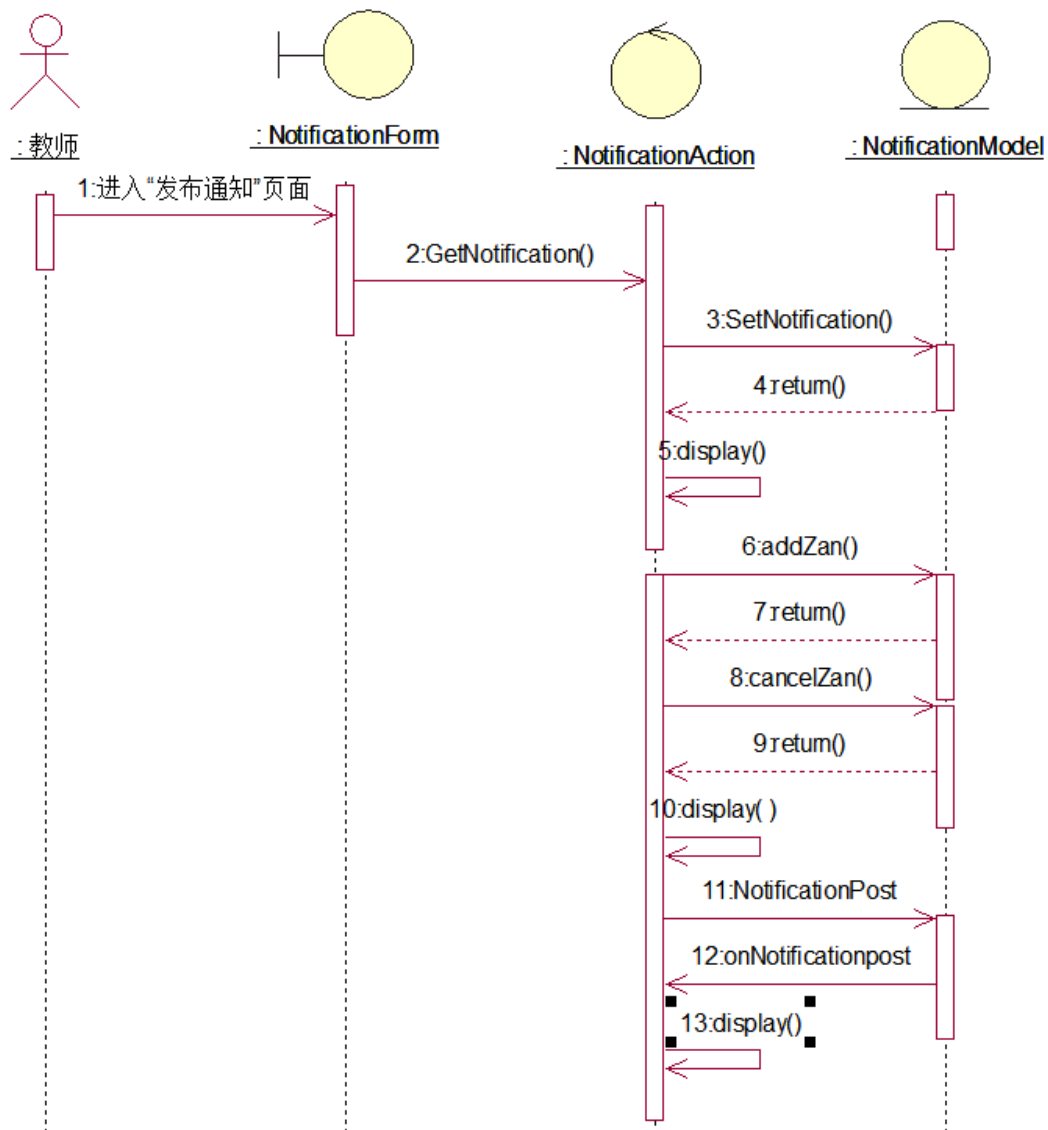 : 教师
: NotificationForm
: NotificationAction
: NotificationModel
1:进入“发布通知”页面
2:GetNotification()
3:SetNotification()
4:return()
5:display()
6:addZan()
7:return()
8:cancelZan()
9:return()
10:display( )
11:NotificationPost
12:onNotificationpost
13:display()